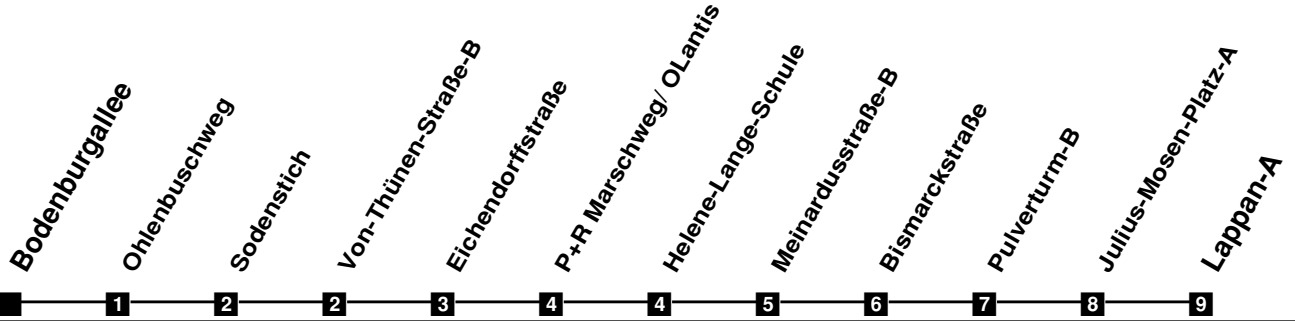 Bodenburgallee
Ohlenbuschweg
Sodenstich
Von-Thünen-Straße-B
Eichendorffstraße
P+R Marschweg/ OLantis
Helene-Lange-Schule
Meinardusstraße-B
Bismarckstraße
Pulverturm-B
Julius-Mosen-Platz-A
Lappan-A
1 2 2 3 4 4 5 6 7 8 9